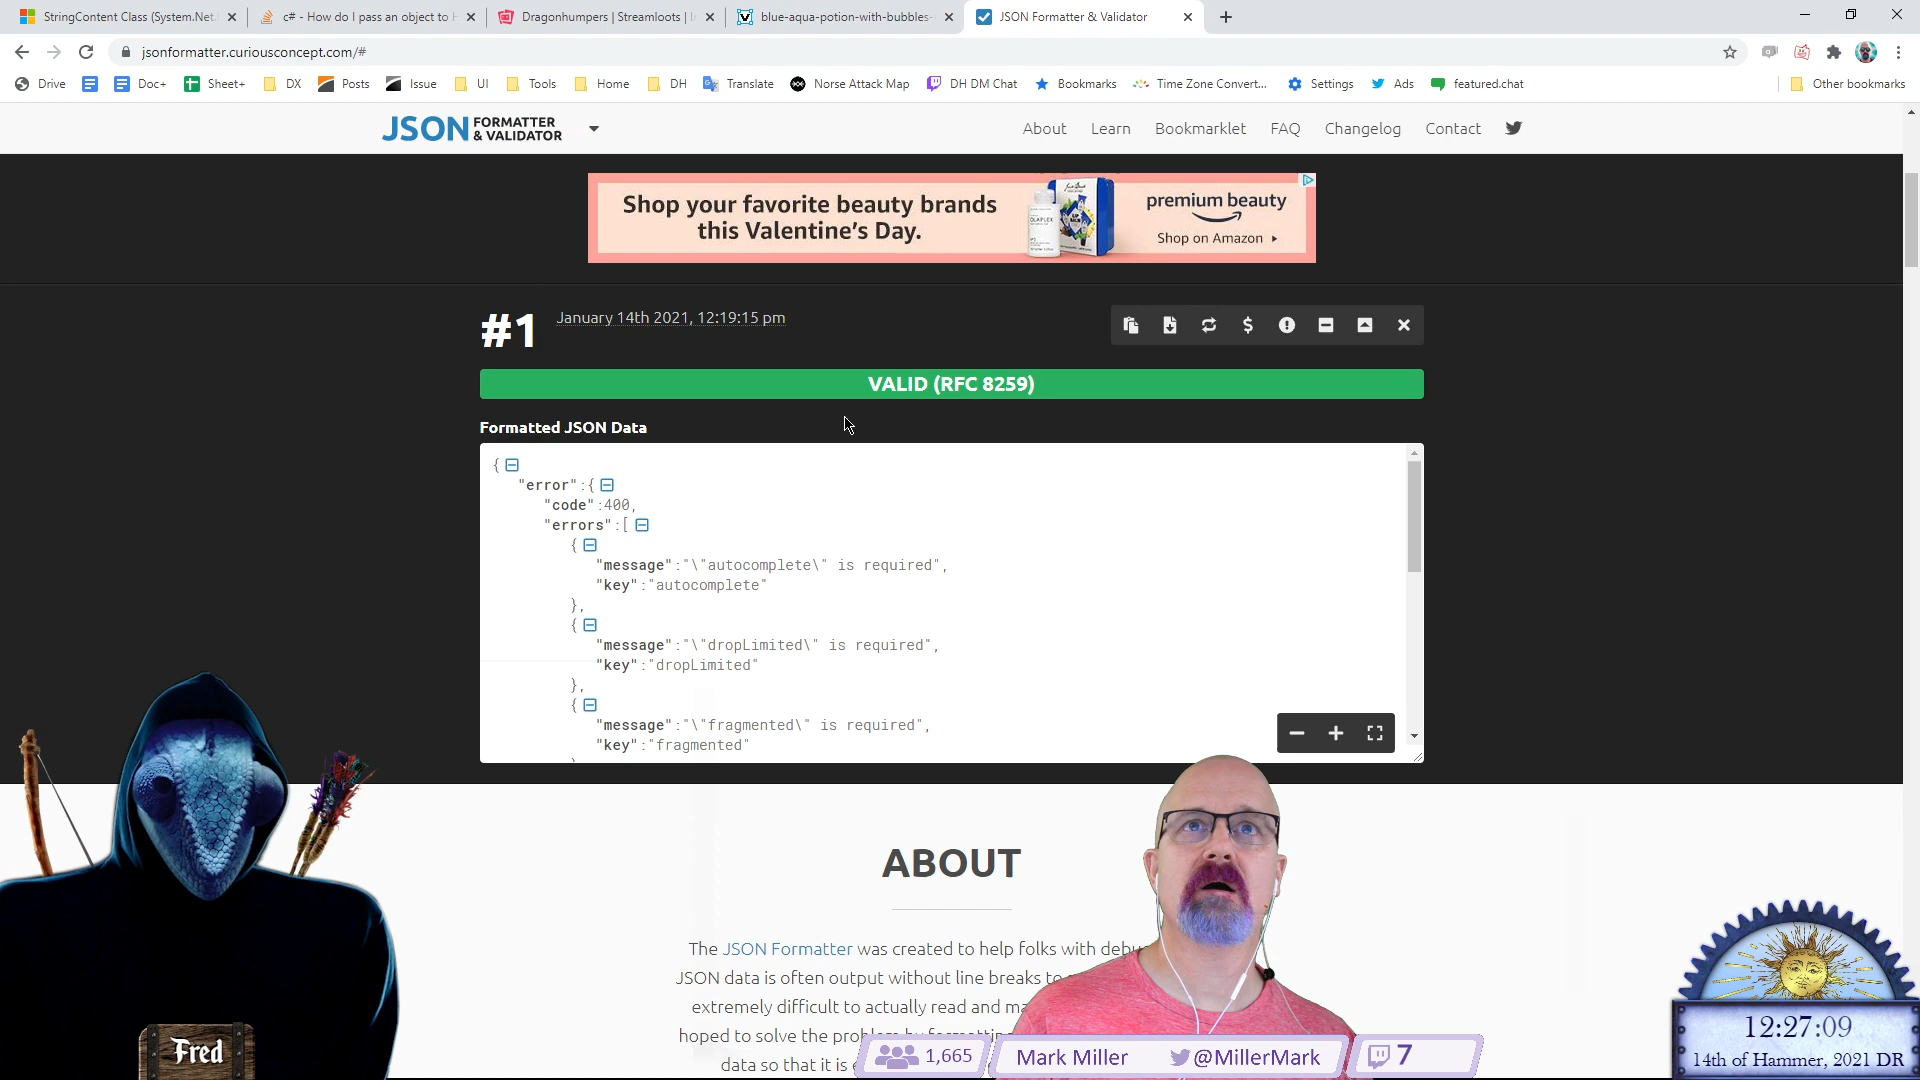 StringContent Class (System.Net.
c# - How do I pass an object to H
Dragonhumpers | Streamloots | I
blue-aqua-potion-with-bubbles-
JSON Formatter & Validator
jsonformatter.curiousconcept.com/#
Drive
Doc+
Sheet+
DX
Posts
Issue
UI
Tools
Home
DH
Translate
Norse Attack Map
DH DM Chat
Bookmarks
Time Zone Convert...
Settings
Ads
featured.chat
Other bookmarks
JSON FORMATTER & VALIDATOR
About
Learn
Bookmarklet
FAQ
Changelog
Contact
Shop your favorite beauty brands
this Valentine's Day.
OLAPLEX
LIP BALM
premium beauty
Shop on Amazon
#1
January 14th 2021, 12:19:15 pm
VALID (RFC 8259)
Formatted JSON Data
{
"error":{
"code":400,
"errors":[
{
"message":"\"autocomplete\" is required",
"key":"autocomplete"
},
{
"message":"\"dropLimited\" is required",
"key":"dropLimited"
},
{
"message":"\"fragmented\" is required",
"key":"fragmented"
ABOUT
The JSON Formatter was created to help folks with debu
JSON data is often output without line breaks to
extremely difficult to actually read and ma
hoped to solve the problem by formatting
data so that it is
Fred
1,665
Mark Miller
@MillerMark
7
12:27:09
14th of Hammer, 2021 DR